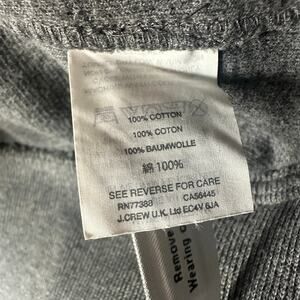 100% COTTON
100% COTON
100% BAUMWOLLE
綿 100%
SEE REVERSE FOR CARE
RN77388 CA56445
J.CREW U.K. Ltd EC4V 6JA
Remove
Wearing